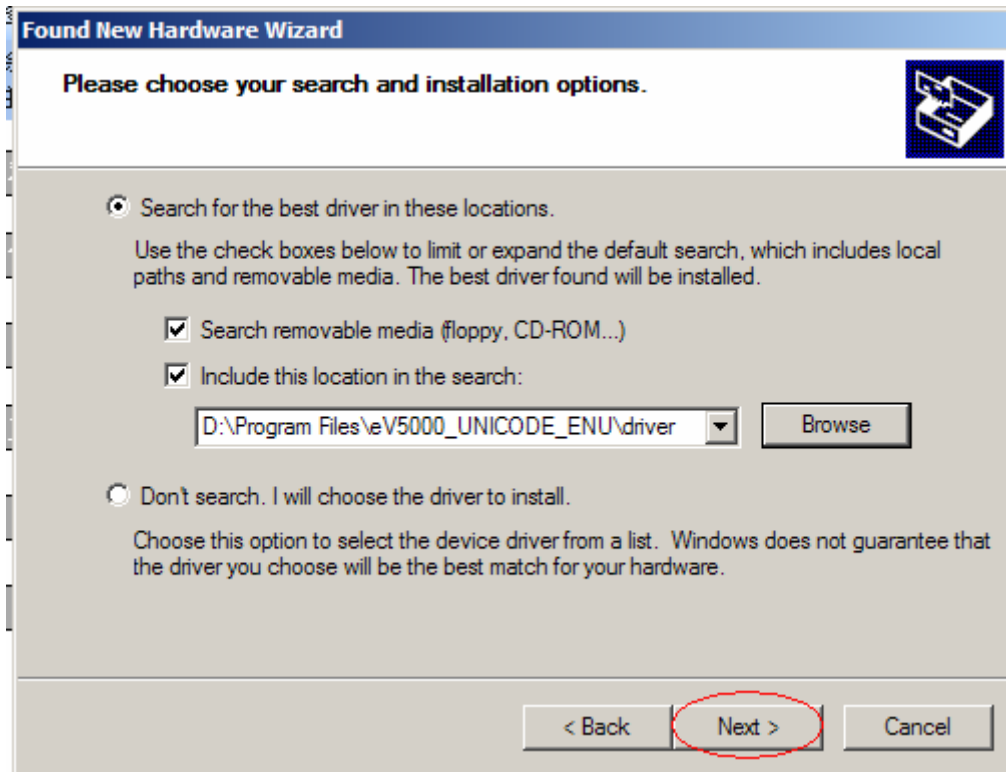 Found New Hardware Wizard
Please choose your search and installation options.
Search for the best driver in these locations.
Use the check boxes below to limit or expand the default search, which includes local
paths and removable media. The best driver found will be installed.
Search removable media (floppy, CD-ROM...)
Include this location in the search:
D:\Program Files\eV5000_UNICODE_ENU\driver
Browse
Don't search. I will choose the driver to install.
Choose this option to select the device driver from a list.  Windows does not guarantee that
the driver you choose will be the best match for your hardware.
< Back
Next >
Cancel